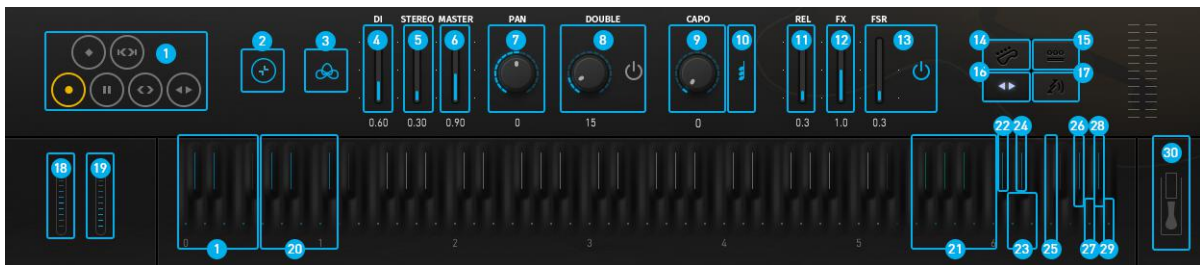 DI STEREO MASTER PAN DOUBLE CAPO REL FX FSR
1 2 3 4 5 6 7 8 9 10 11 12 13 14 15
16 17
0.60 0.30 0.90 0 15 0 0.3 1.0 0.3
22 24 26 28
18 19 30
0 1 2 3 4 5 6
1 20 21 23 25 27 29